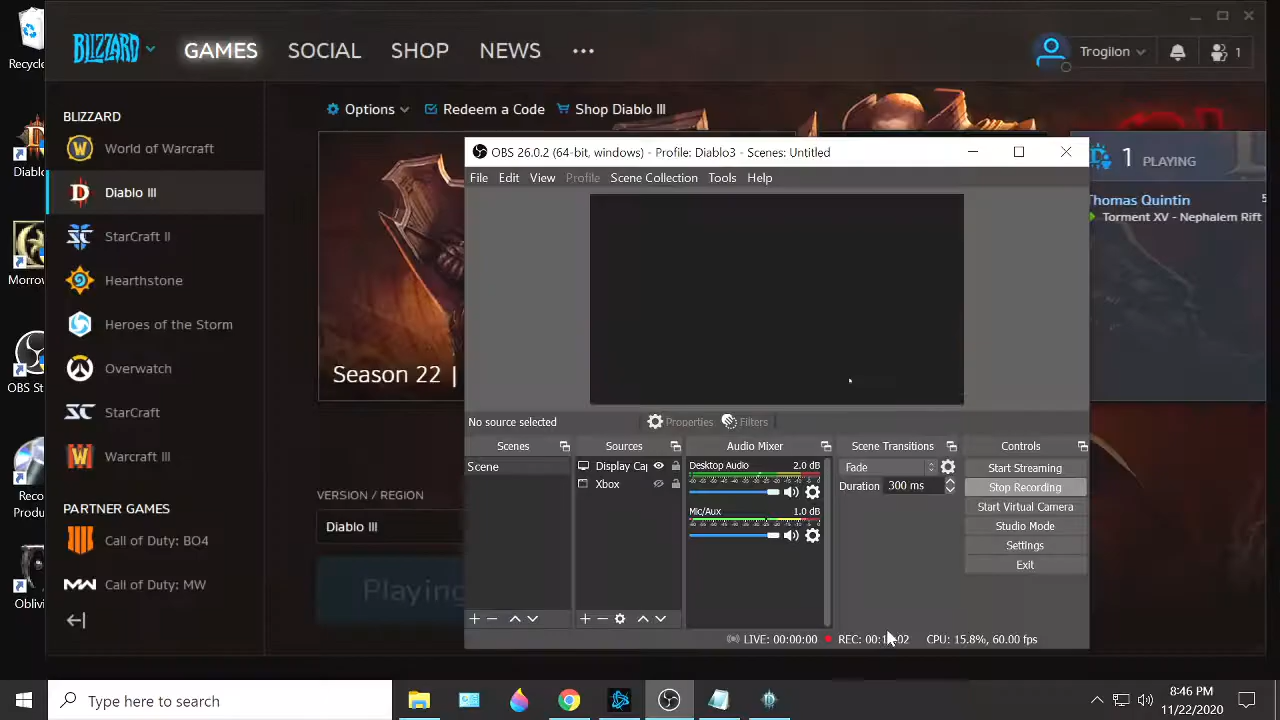 Recycle
BLIZZARD
GAMES
SOCIAL
SHOP
NEWS
Trogilon
1
BLIZZARD
World of Warcraft
Diablo III
StarCraft II
Hearthstone
Heroes of the Storm
Overwatch
StarCraft
Warcraft III
PARTNER GAMES
Call of Duty: BO4
Call of Duty: MW
Diabl
Morrow
OBS St
Reco
Produ
Oblivi
Options
Redeem a Code
Shop Diablo III
Season 22 |
VERSION / REGION
Diablo III
Playing
1 PLAYING
Thomas Quintin
Torment XV - Nephalem Rift
OBS 26.0.2 (64-bit, windows) - Profile: Diablo3 - Scenes: Untitled
File Edit View Profile Scene Collection Tools Help
No source selected
Properties
Filters
Scenes
Scene
Sources
Display Cap
Xbox
Audio Mixer
Desktop Audio 2.0 dB
Mic/Aux 1.0 dB
Scene Transitions
Fade
Duration 300 ms
Controls
Start Streaming
Stop Recording
Start Virtual Camera
Studio Mode
Settings
Exit
LIVE: 00:00:00
REC:
CPU: 15.8%, 60.00 fps
Type here to search
:46 PM
11/22/2020